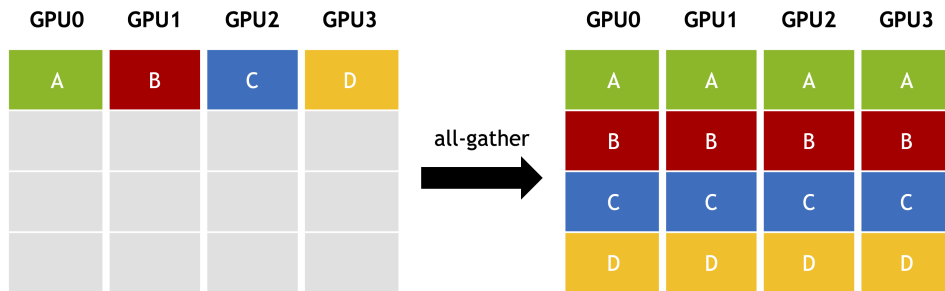 GPU0 GPU1 GPU2 GPU3 GPU0 GPU1 GPU2 GPU3
A B C D A A A A
all-gather
B B B B
C C C C
D D D D